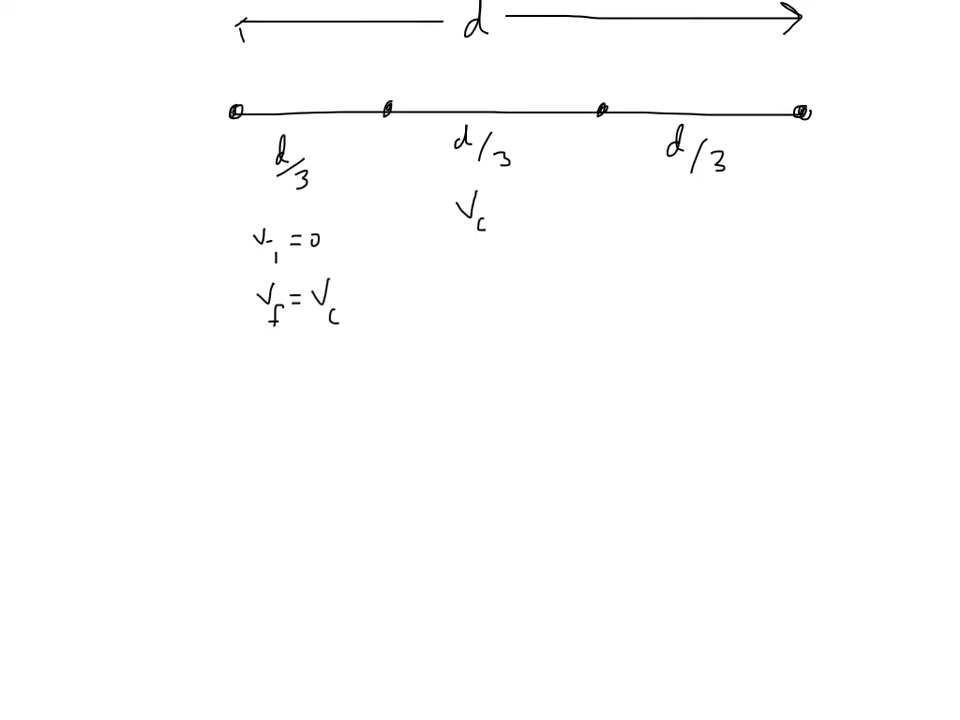 d
d/3 d/3 d/3
V_c
v_i = 0
V_f = V_c